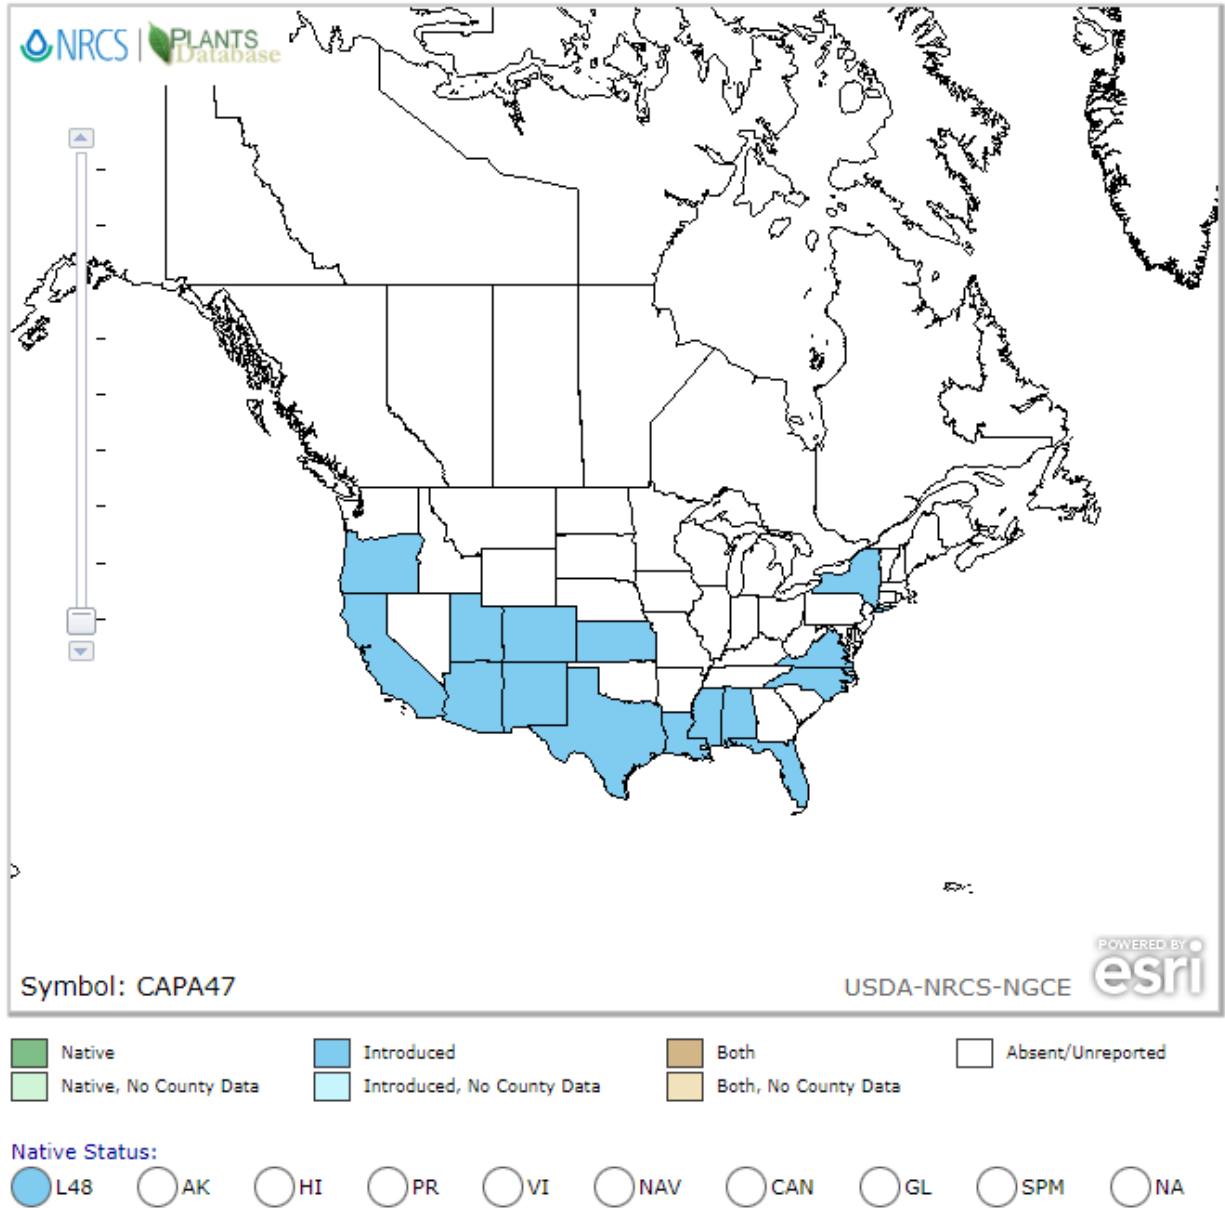 NRCS | PLANTS
Database
POWERED BY
esri
Symbol: CAPA47
USDA-NRCS-NGCE
Native
Introduced
Both
Absent/Unreported
Native, No County Data
Introduced, No County Data
Both, No County Data
Native Status:
L48 AK HI PR VI NAV CAN GL SPM NA